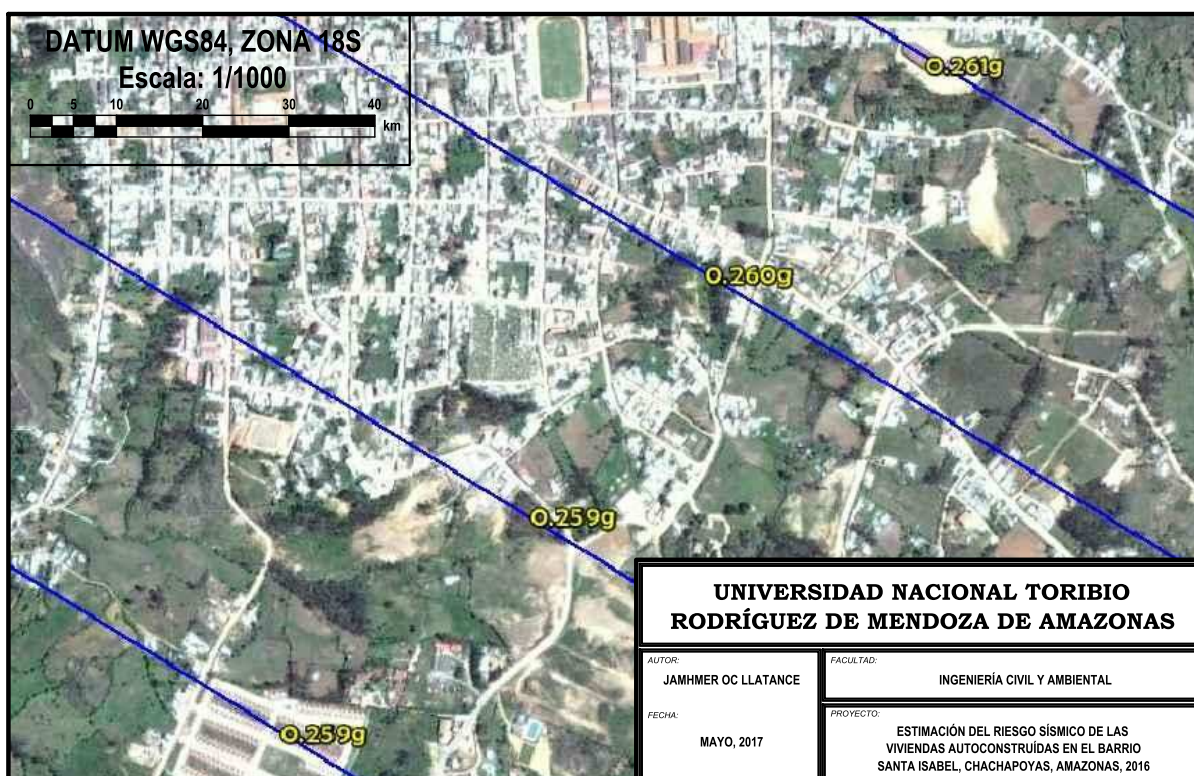 DATUM WGS84, ZONA 18S
Escala: 1/1000
0 5 10 20 30 40
km
0.261g
0.260g
0.259g
0.259g
UNIVERSIDAD NACIONAL TORIBIO
RODRÍGUEZ DE MENDOZA DE AMAZONAS
AUTOR:
JAMHMER OC LLATANCE
FACULTAD:
INGENIERÍA CIVIL Y AMBIENTAL
FECHA:
MAYO, 2017
PROYECTO:
ESTIMACIÓN DEL RIESGO SÍSMICO DE LAS
VIVIENDAS AUTOCONSTRUÍDAS EN EL BARRIO
SANTA ISABEL, CHACHAPOYAS, AMAZONAS, 2016